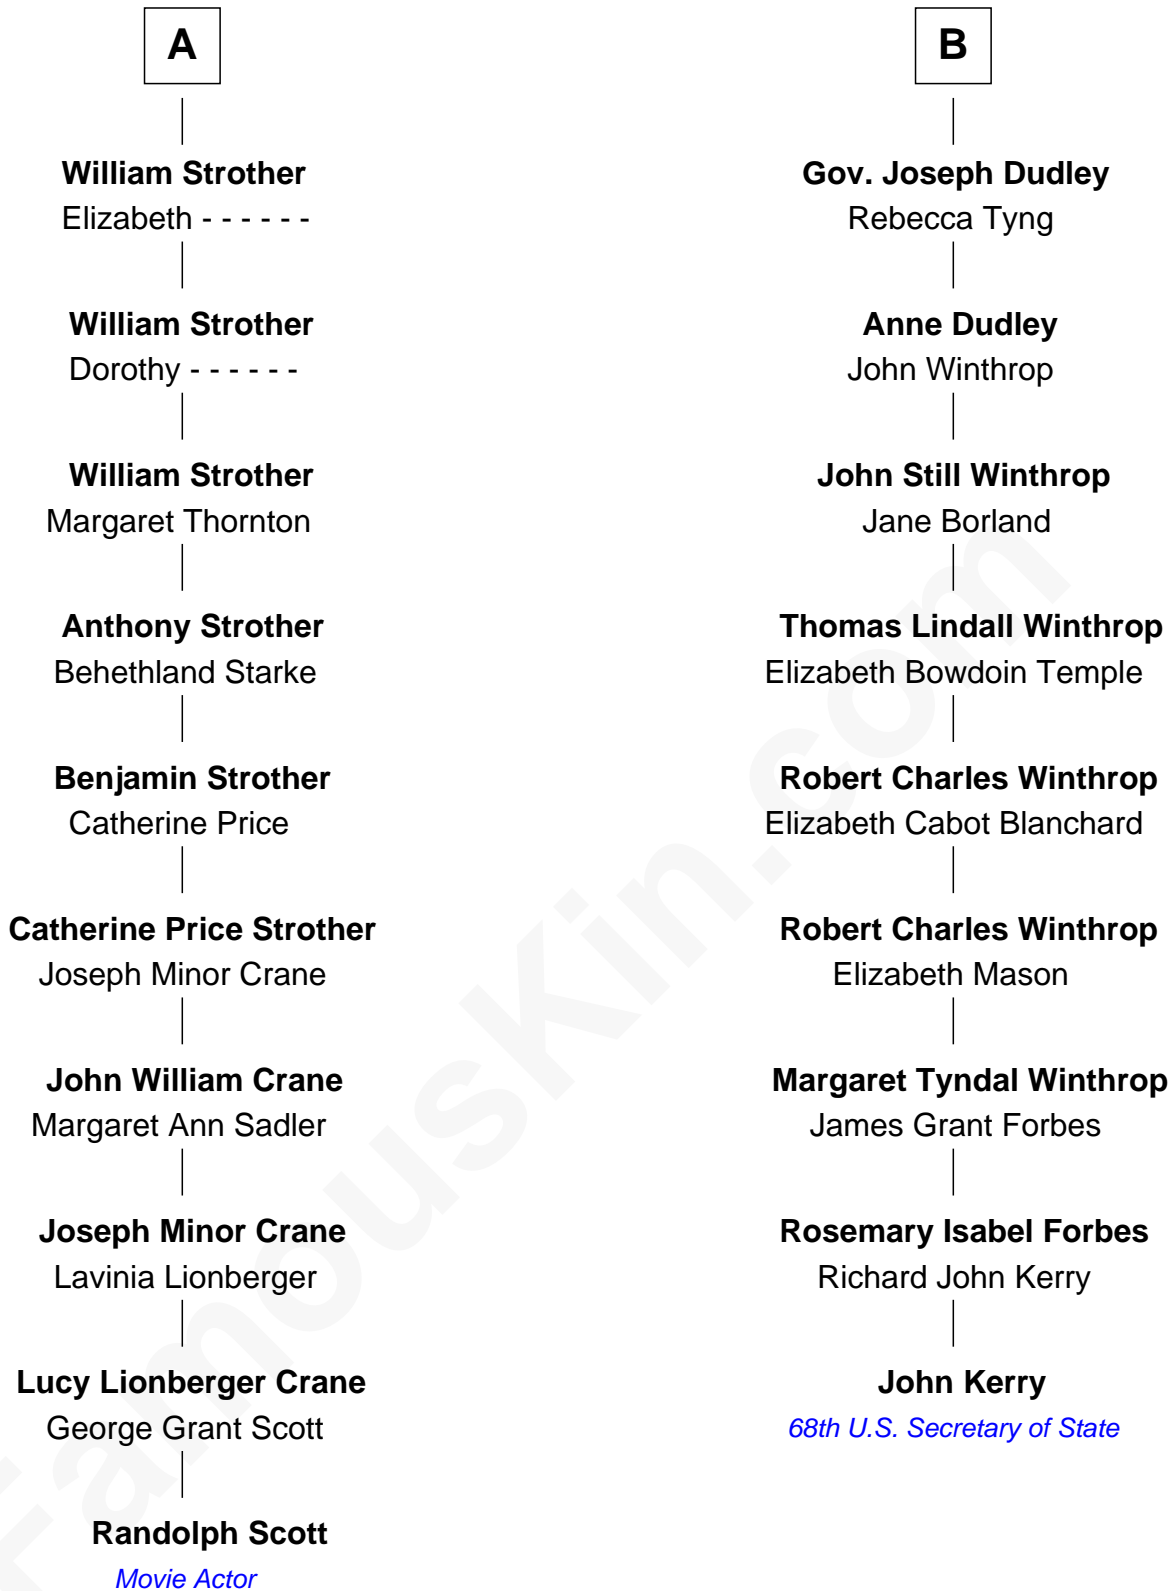 A
William Strother
Elizabeth - - - - - -
William Strother
Dorothy - - - - - -
William Strother
Margaret Thornton
Anthony Strother
Behethland Starke
Benjamin Strother
Catherine Price
Catherine Price Strother
Joseph Minor Crane
John William Crane
Margaret Ann Sadler
Joseph Minor Crane
Lavinia Lionberger
Lucy Lionberger Crane
George Grant Scott
Randolph Scott
Movie Actor
B
Gov. Joseph Dudley
Rebecca Tyng
Anne Dudley
John Winthrop
John Still Winthrop
Jane Borland
Thomas Lindall Winthrop
Elizabeth Bowdoin Temple
Robert Charles Winthrop
Elizabeth Cabot Blanchard
Robert Charles Winthrop
Elizabeth Mason
Margaret Tyndal Winthrop
James Grant Forbes
Rosemary Isabel Forbes
Richard John Kerry
John Kerry
68th U.S. Secretary of State
FamousKin.com